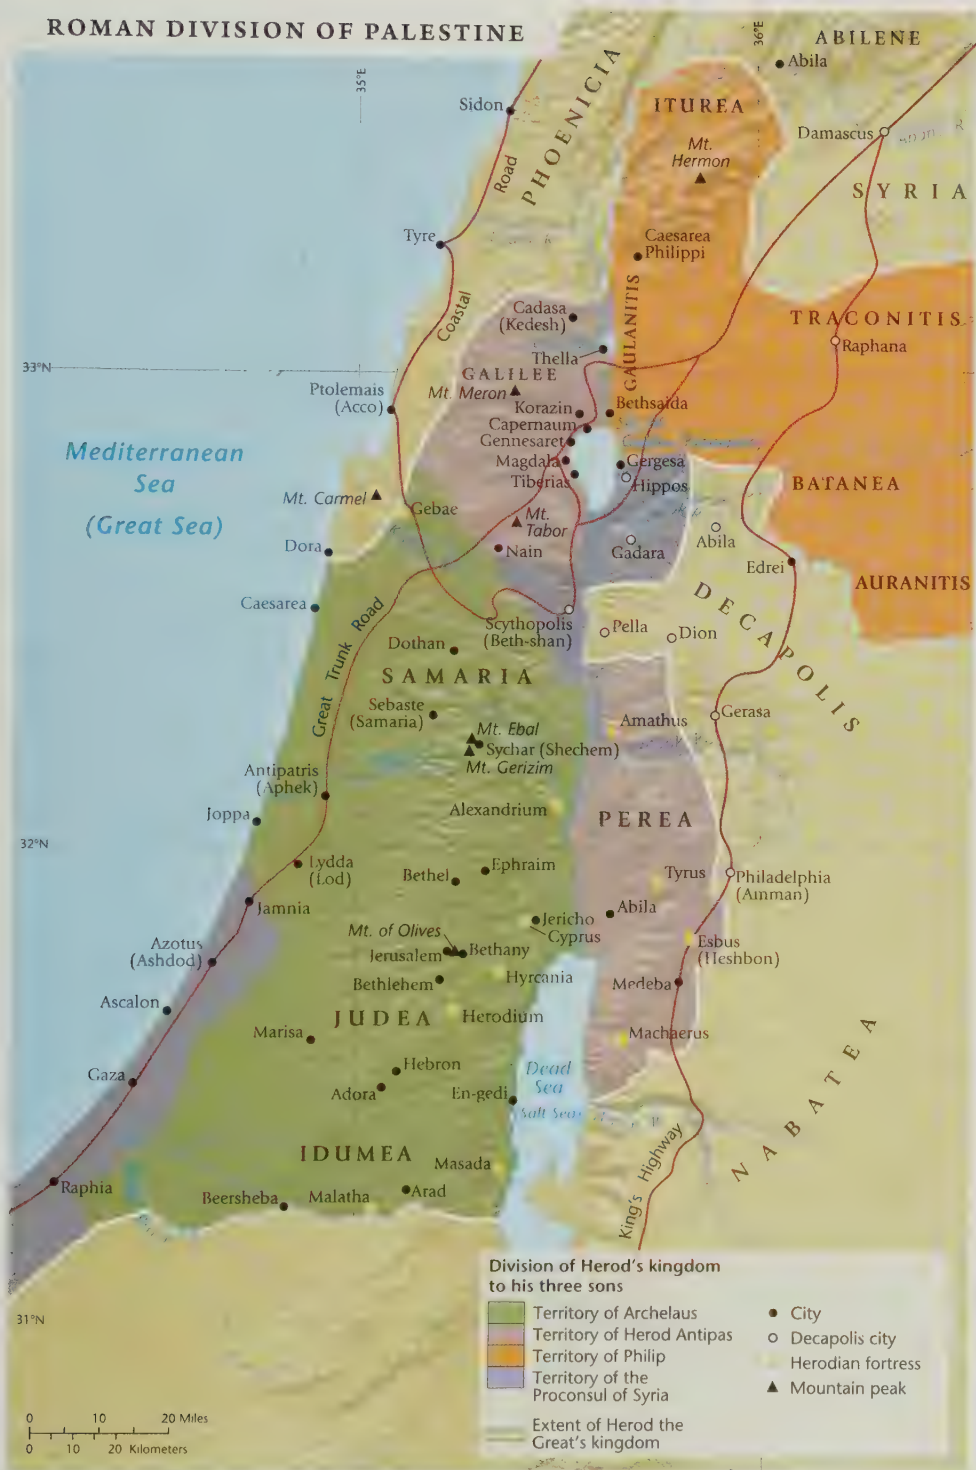 ROMAN DIVISION OF PALESTINE
36°E
ABILENE
Abila
35°E
Sidon
PHOENICIA
ITUREA
Damascus
Mt.
Hermon
Road
SYRIA
Tyre
Caesarea
Philippi
Coastal
GAULANITIS
Cadasa
(Kedesh)
TRACONITIS
Raphana
Thella
33°N
GALILEE
Ptolemais
(Acco)
Mt. Meron
Korazin
Bethsaida
Capernaum
Gennesaret
Mediterranean
Sea
(Great Sea)
Magdala
Gergesa
Tiberias
Hippos
BATANEA
Mt. Carmel
Gebae
Mt.
Tabor
Abila
Dora
Nain
Gadara
Edrei
AURANITIS
Caesarea
DECAPOLIS
Great Trunk Road
Scythopolis
(Beth-shan)
Pella
Dion
Dothan
SAMARIA
Sebaste
(Samaria)
Amathus
Gerasa
Mt. Ebal
Sychar (Shechem)
Mt. Gerizim
Antipatris
(Aphek)
Alexandrium
Joppa
PEREA
32°N
Lydda
(Lod)
Bethel
Ephraim
Tyrus
Philadelphia
(Amman)
Jamnia
Jericho
Cyprus
Abila
Mt. of Olives
Azotus
(Ashdod)
Jerusalem
Bethany
Esbus
(Heshbon)
Bethlehem
Hyrcania
Medeba
Ascalon
JUDEA
Herodium
Marisa
Machaerus
Hebron
Dead
Sea
Salt Sea
Gaza
Adora
En-gedi
NABATEA
IDUMEA
Masada
King's Highway
Raphia
Beersheba
Malatha
Arad
31°N
Division of Herod's kingdom
to his three sons
Territory of Archelaus
Territory of Herod Antipas
Territory of Philip
Territory of the
Proconsul of Syria
Extent of Herod the
Great's kingdom
City
Decapolis city
Herodian fortress
Mountain peak
0 10 20 Miles
0 10 20 Kilometers